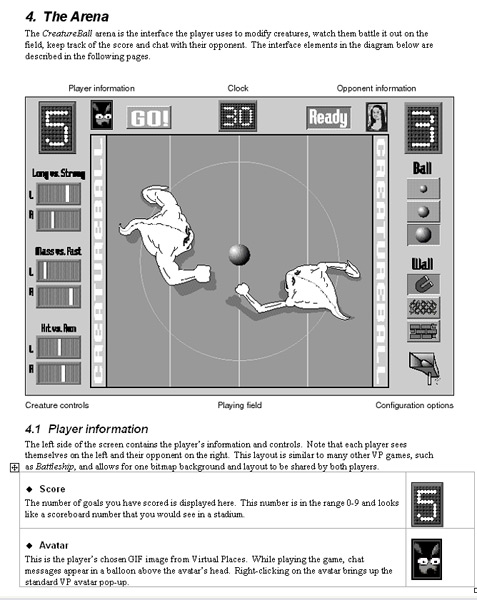 4. The Arena
The CreatureBall arena is the interface the player uses to modify creatures, watch them battle it out on the
field, keep track of the score and chat with their opponent. The interface elements in the diagram below are
described in the following pages.
Player information Clock Opponent information
5 GO! 30 Ready 3
Long vs. Strong
L
R
Mass vs. Fast
L
R
Hit vs. Run
L
R
CREATUREBALL
CREATUREBALL
Ball
Wall
Creature controls Playing field Configuration options
4.1 Player information
The left side of the screen contains the player's information and controls. Note that each player sees
themselves on the left and their opponent on the right. This layout is similar to many other VP games, such
as Battleship, and allows for one bitmap background and layout to be shared by both players.
◆ Score
The number of goals you have scored is displayed here. This number is in the range 0-9 and looks
like a scoreboard number that you would see in a stadium.
5
◆ Avatar
This is the player's chosen GIF image from Virtual Places. While playing the game, chat
messages appear in a balloon above the avatar's head. Right-clicking on the avatar brings up the
standard VP avatar pop-up.